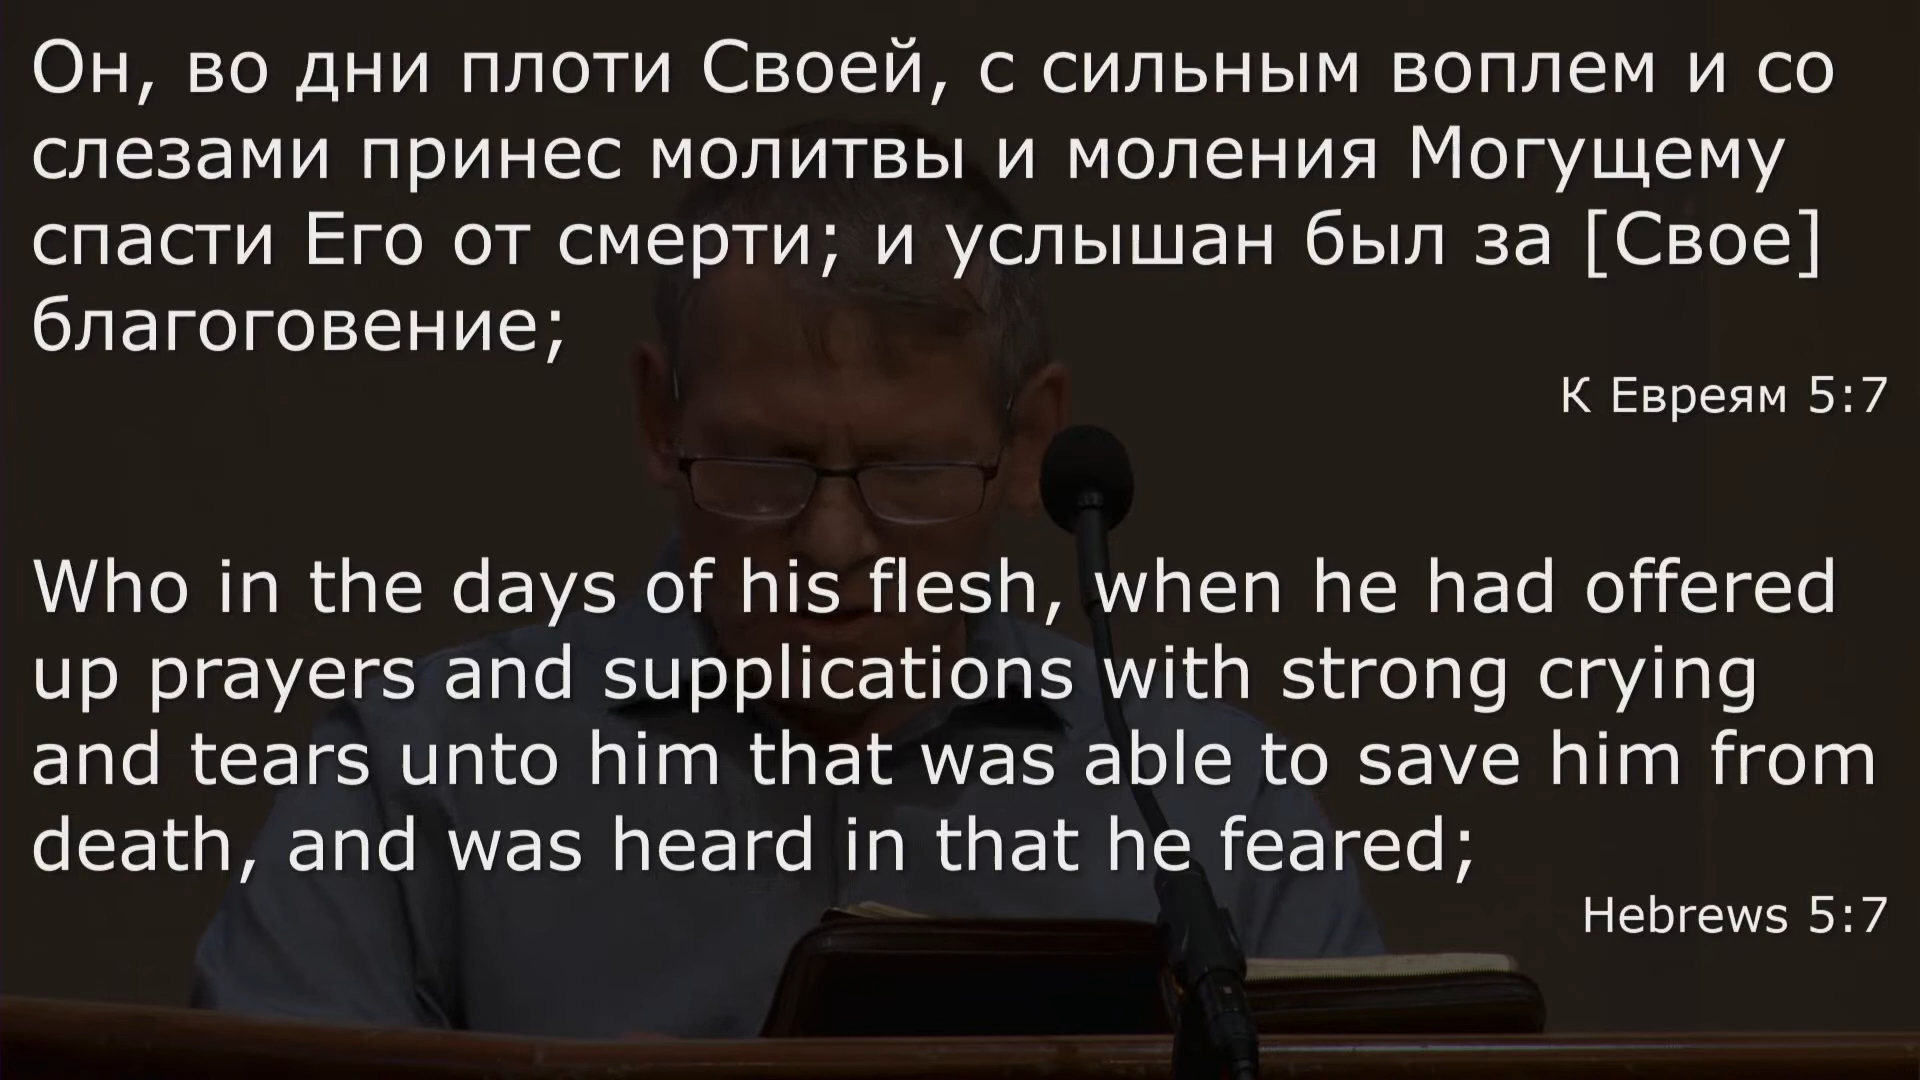 Он, во дни плоти Своей, с сильным воплем и со
слезами принес молитвы и моления Могущему
спасти Его от смерти; и услышан был за [Свое]
благоговение;
К Евреям 5:7
Who in the days of his flesh, when he had offered
up prayers and supplications with strong crying
and tears unto him that was able to save him from
death, and was heard in that he feared;
Hebrews 5:7